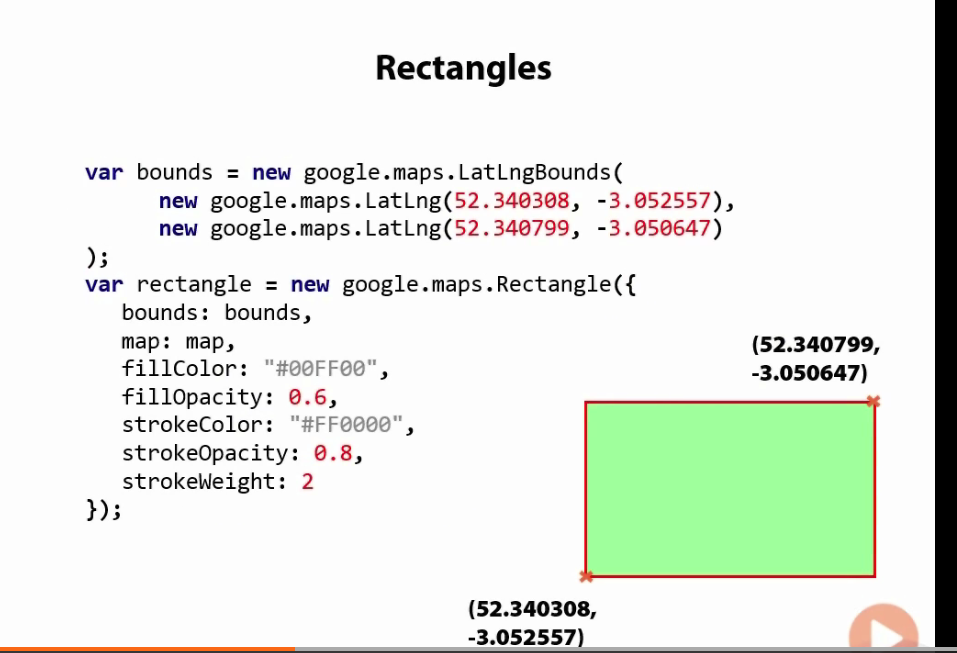 Rectangles
var bounds = new google.maps.LatLngBounds(
new google.maps.LatLng(52.340308, -3.052557),
new google.maps.LatLng(52.340799, -3.050647)
);
var rectangle = new google.maps.Rectangle({
bounds: bounds,
map: map,
fillColor: "#00FF00",
fillOpacity: 0.6,
strokeColor: "#FF0000",
strokeOpacity: 0.8,
strokeWeight: 2
});
(52.340799,
-3.050647)
(52.340308,
-3.052557)